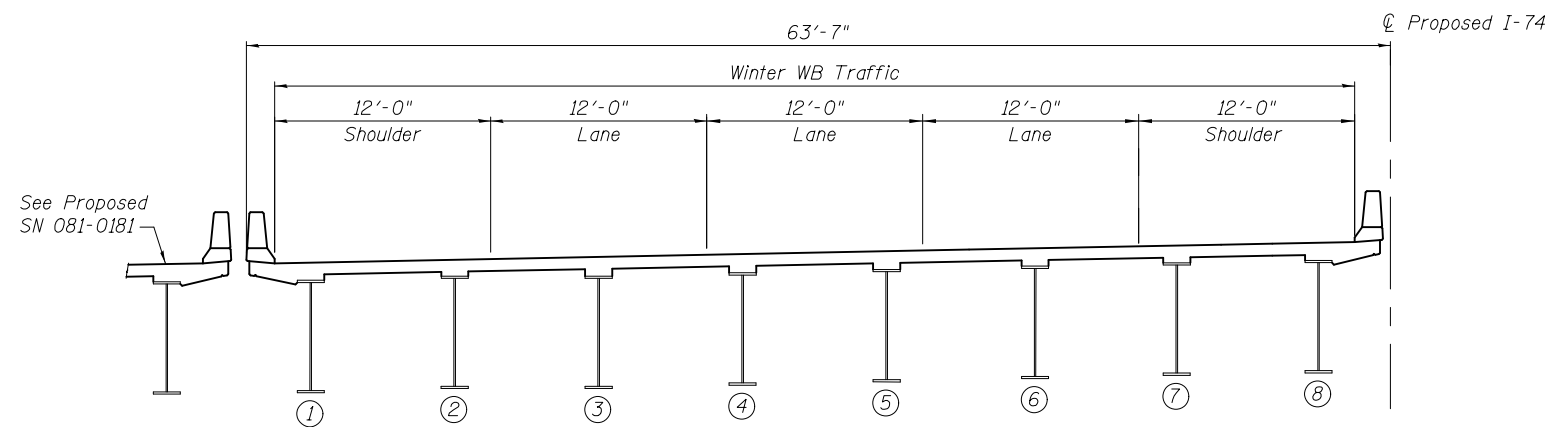 ℄ Proposed I-74
63'-7"
Winter WB Traffic
12'-0" 12'-0" 12'-0" 12'-0" 12'-0"
Shoulder Lane Lane Lane Shoulder
See Proposed
SN 081-0181
1 2 3 4 5 6 7 8